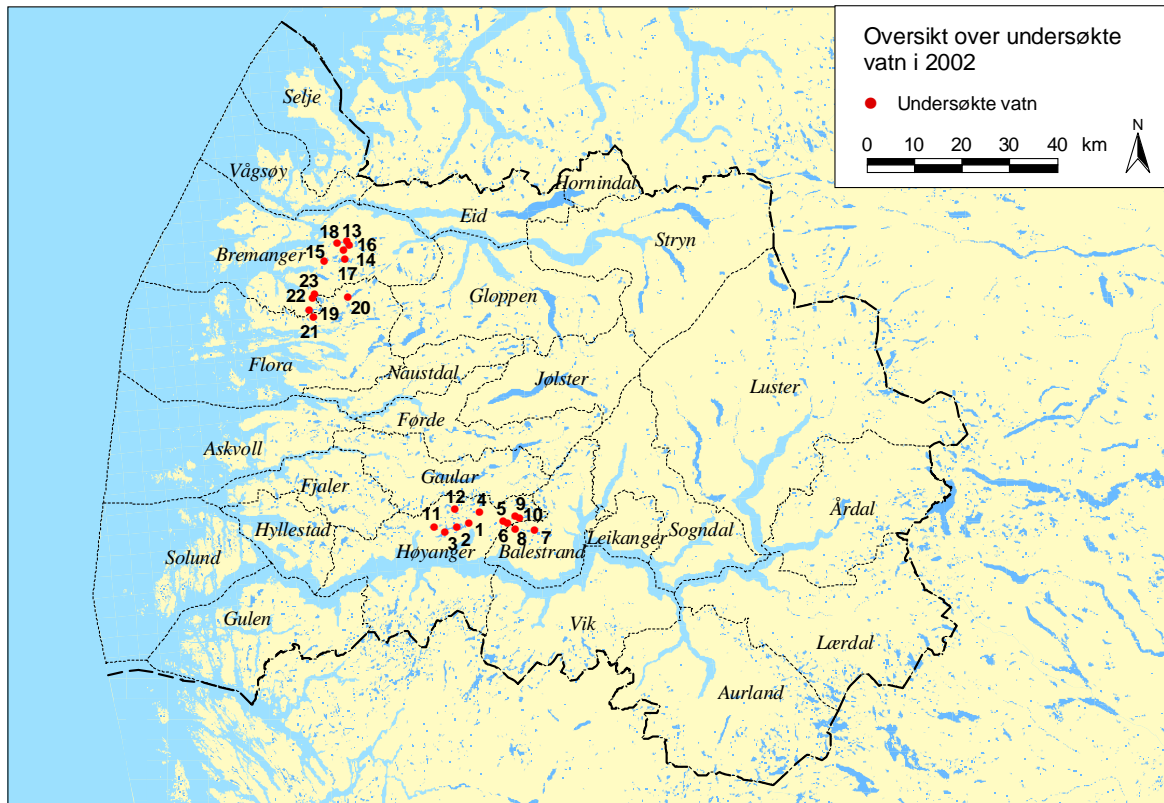 Oversikt over undersøkte
vatn i 2002
Undersøkte vatn
0 10 20 30 40 km
N
Selje
Vågsøy
Hornindal
Eid
Stryn
18 13
16
15
Bremanger
14
17
23
22
20
19
21
Gloppen
Flora
Naustdal
Jølster
Luster
Førde
Askvoll
Gaular
Fjaler
12 4
5 9
10
11
Årdal
Hyllestad
3 2 1
6 8 7
Høyanger
Balestrand
Leikanger
Sogndal
Solund
Gulen
Vik
Lærdal
Aurland